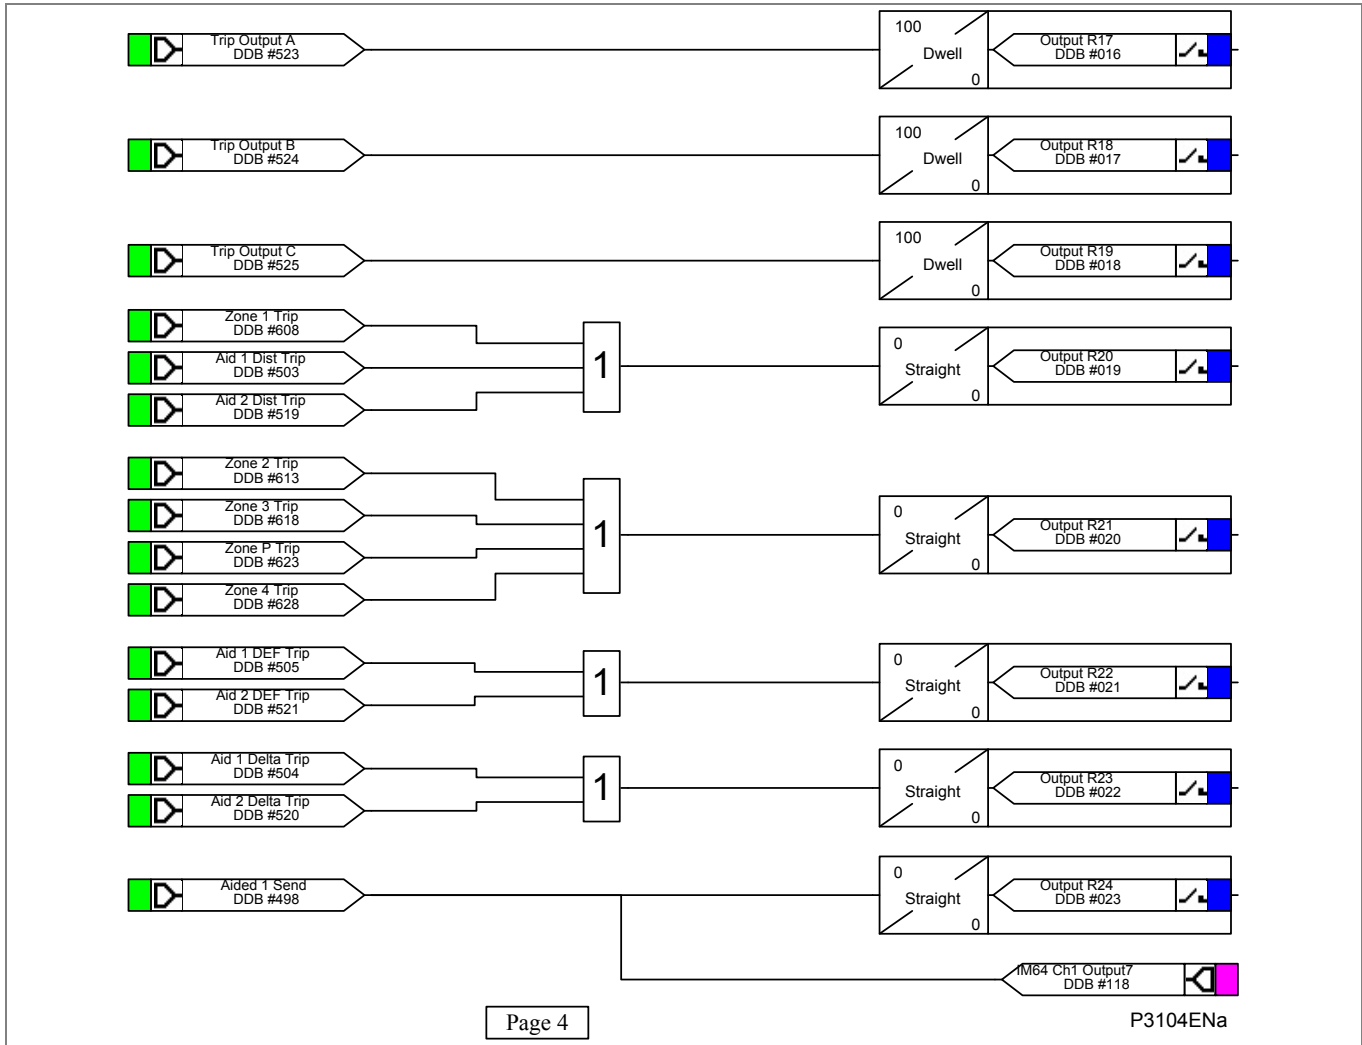 Trip Output A
DDB #523
100
Dwell
0
Output R17
DDB #016
Trip Output B
DDB #524
100
Dwell
0
Output R18
DDB #017
Trip Output C
DDB #525
100
Dwell
0
Output R19
DDB #018
Zone 1 Trip
DDB #608
Aid 1 Dist Trip
DDB #503
Aid 2 Dist Trip
DDB #519
1
0
Straight
0
Output R20
DDB #019
Zone 2 Trip
DDB #613
Zone 3 Trip
DDB #618
Zone P Trip
DDB #623
Zone 4 Trip
DDB #628
1
0
Straight
0
Output R21
DDB #020
Aid 1 DEF Trip
DDB #505
Aid 2 DEF Trip
DDB #521
1
0
Straight
0
Output R22
DDB #021
Aid 1 Delta Trip
DDB #504
Aid 2 Delta Trip
DDB #520
1
0
Straight
0
Output R23
DDB #022
Aided 1 Send
DDB #498
0
Straight
0
Output R24
DDB #023
IM64 Ch1 Output7
DDB #118
Page 4
P3104ENa